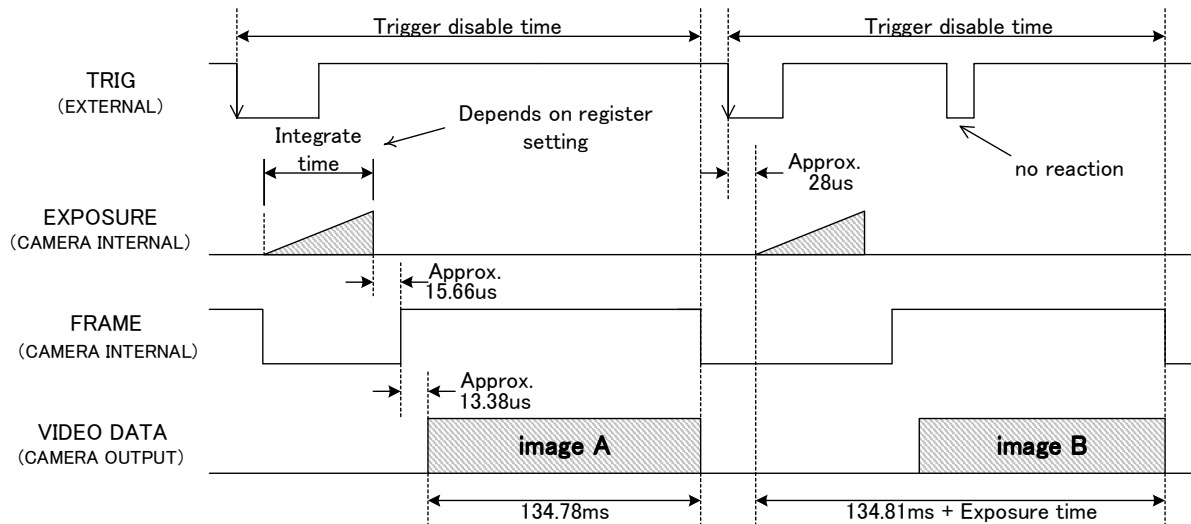 Trigger disable time
Trigger disable time
TRIG
(EXTERNAL)
Integrate
time
Depends on register
setting
Approx.
28us
no reaction
EXPOSURE
(CAMERA INTERNAL)
Approx.
15.66us
FRAME
(CAMERA INTERNAL)
Approx.
13.38us
VIDEO DATA
(CAMERA OUTPUT)
image A
image B
134.78ms
134.81ms + Exposure time